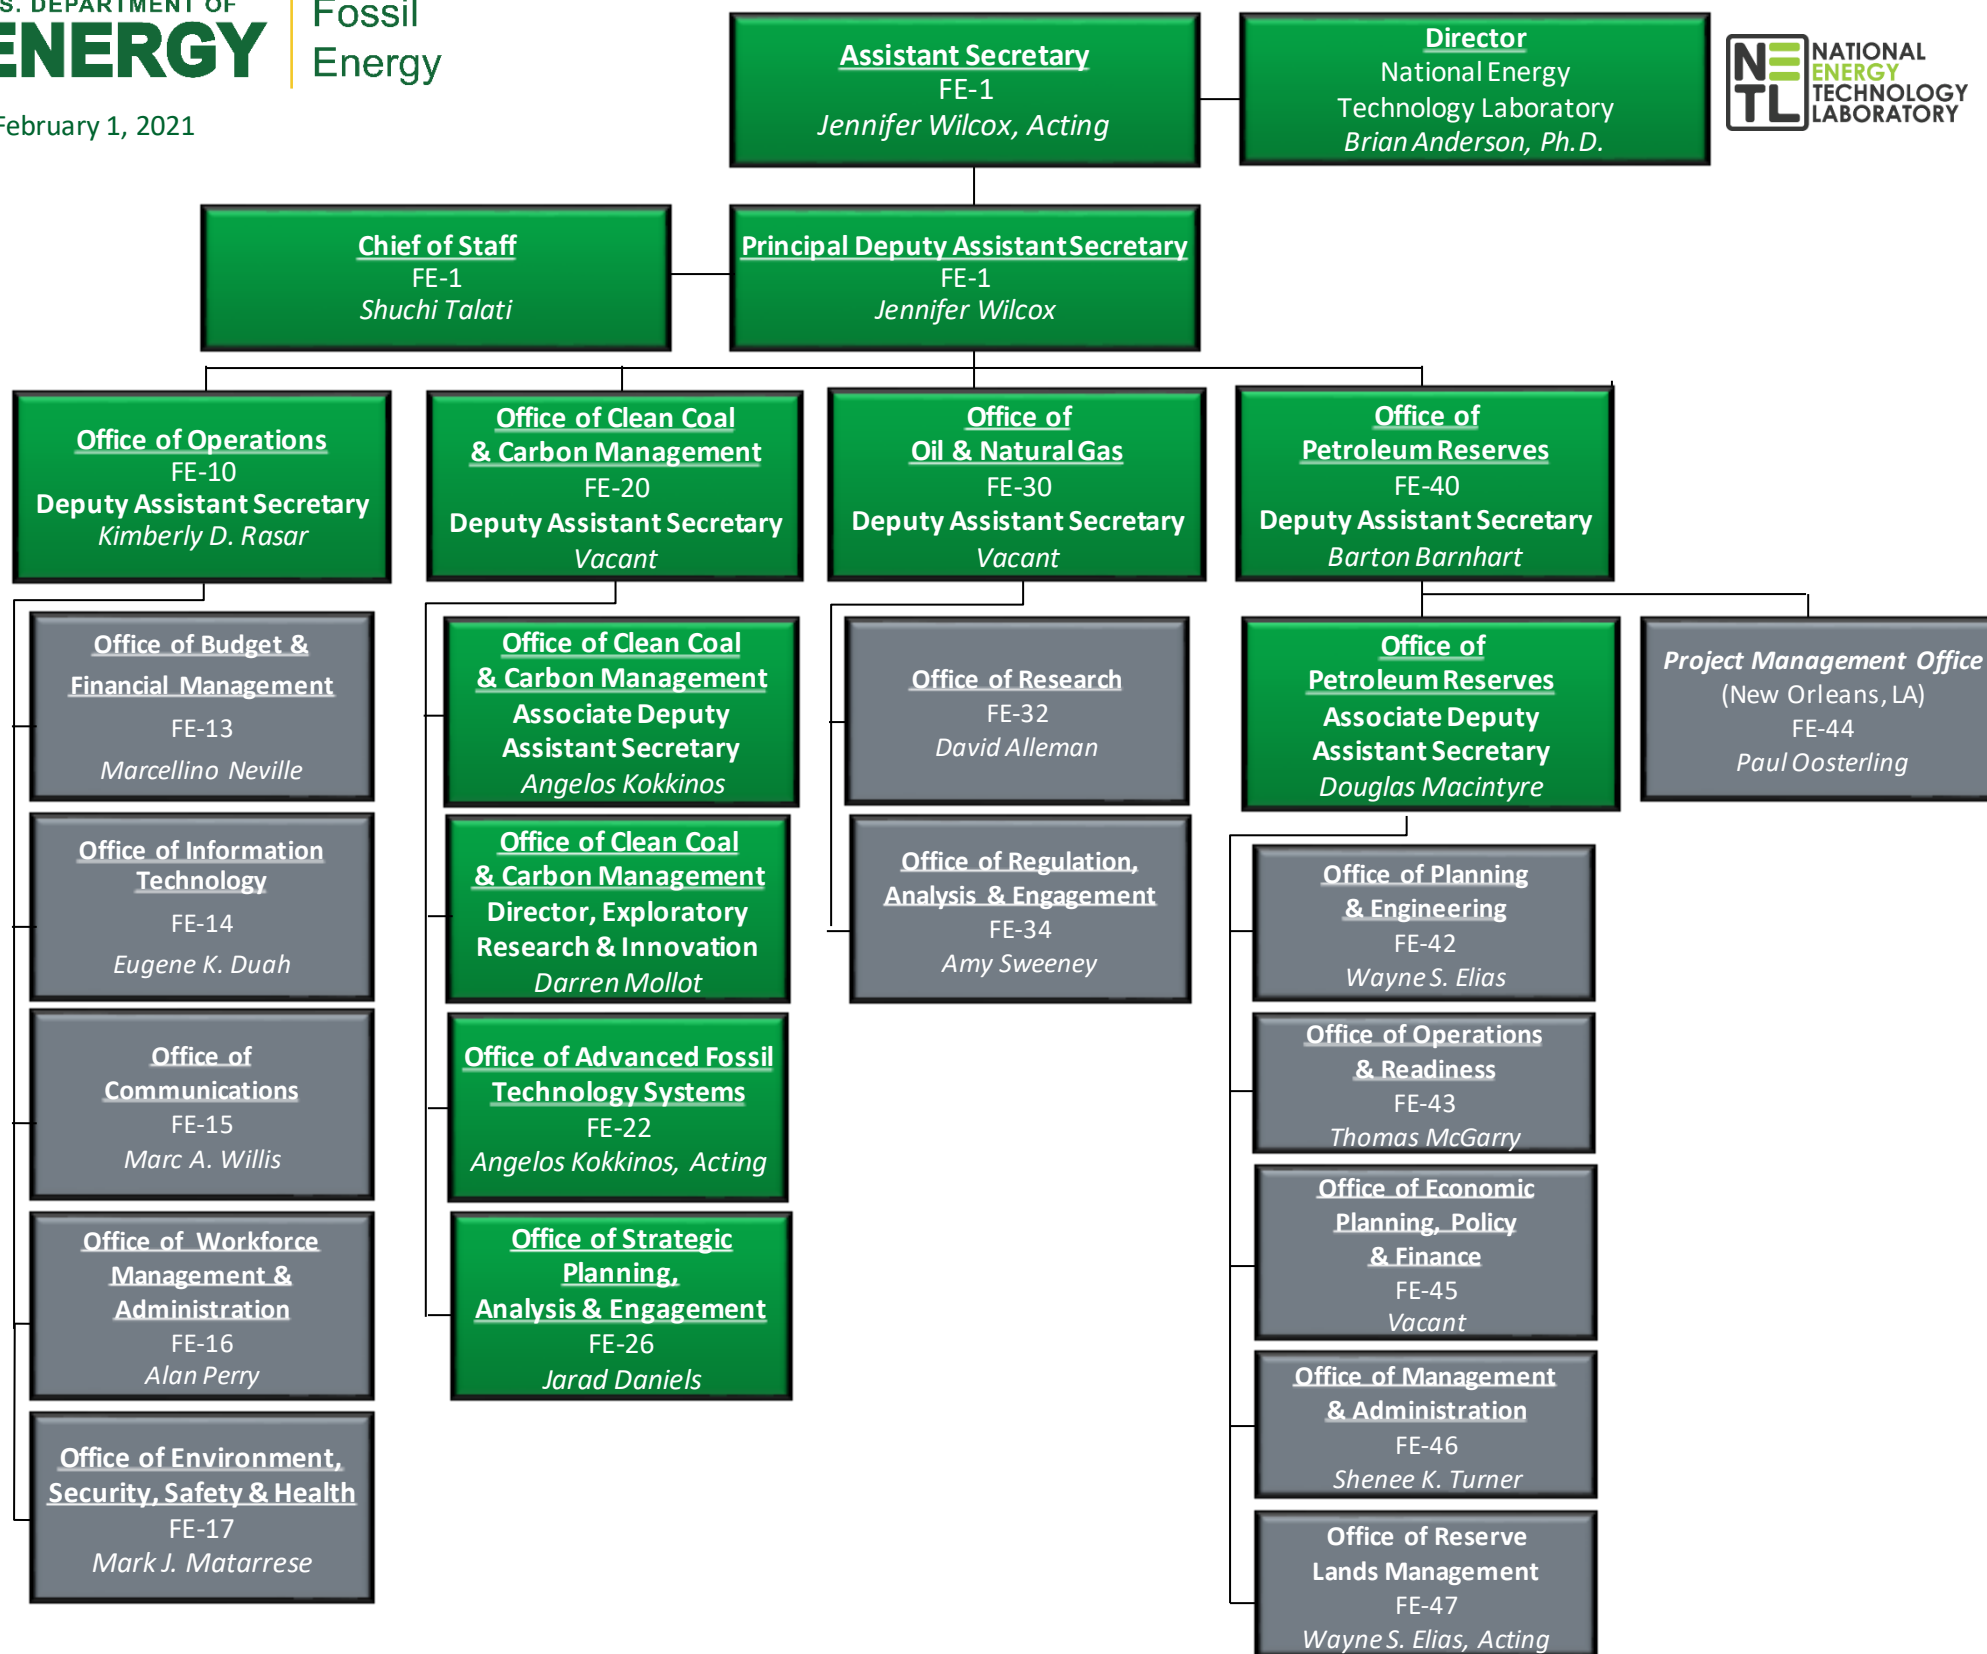 S. DEPARTMENT OF
ENERGY
Fossil
Energy
February 1, 2021
Assistant Secretary
FE-1
Jennifer Wilcox, Acting
Director
National Energy
Technology Laboratory
Brian Anderson, Ph.D.
NE
TL
NATIONAL
ENERGY
TECHNOLOGY
LABORATORY
Chief of Staff
FE-1
Shuchi Talati
Principal Deputy Assistant Secretary
FE-1
Jennifer Wilcox
Office of Operations
FE-10
Deputy Assistant Secretary
Kimberly D. Rasar
Office of Clean Coal
& Carbon Management
FE-20
Deputy Assistant Secretary
Vacant
Office of
Oil & Natural Gas
FE-30
Deputy Assistant Secretary
Vacant
Office of
Petroleum Reserves
FE-40
Deputy Assistant Secretary
Barton Barnhart
Office of Budget &
Financial Management
FE-13
Marcellino Neville
Office of Information
Technology
FE-14
Eugene K. Duah
Office of
Communications
FE-15
Marc A. Willis
Office of Workforce
Management &
Administration
FE-16
Alan Perry
Office of Environment,
Security, Safety & Health
FE-17
Mark J. Matarrese
Office of Clean Coal
& Carbon Management
Associate Deputy
Assistant Secretary
Angelos Kokkinos
Office of Clean Coal
& Carbon Management
Director, Exploratory
Research & Innovation
Darren Mollot
Office of Advanced Fossil
Technology Systems
FE-22
Angelos Kokkinos, Acting
Office of Strategic
Planning,
Analysis & Engagement
FE-26
Jarad Daniels
Office of Research
FE-32
David Alleman
Office of Regulation,
Analysis & Engagement
FE-34
Amy Sweeney
Office of
Petroleum Reserves
Associate Deputy
Assistant Secretary
Douglas Macintyre
Project Management Office
(New Orleans, LA)
FE-44
Paul Oosterling
Office of Planning
& Engineering
FE-42
Wayne S. Elias
Office of Operations
& Readiness
FE-43
Thomas McGarry
Office of Economic
Planning, Policy
& Finance
FE-45
Vacant
Office of Management
& Administration
FE-46
Shenee K. Turner
Office of Reserve
Lands Management
FE-47
Wayne S. Elias, Acting